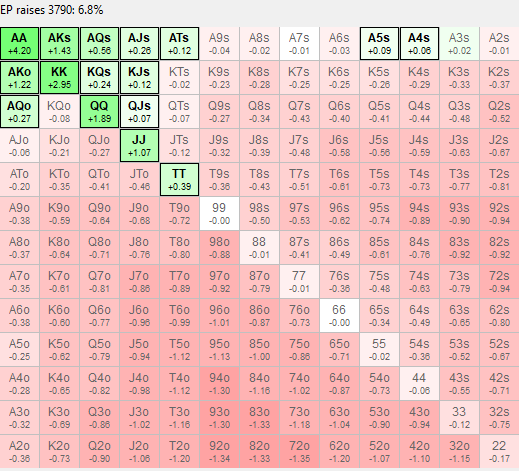 EP raises 3790: 6.8%
AA AKs AQs AJs ATs A9s A8s A7s A6s A5s A4s A3s A2s
+4.20 +1.43 +0.56 +0.26 +0.12 -0.04 -0.02 -0.01 -0.03 +0.09 +0.06 -0.02 -0.01
AKo KK KQs KJs KTs K9s K8s K7s K6s K5s K4s K3s K2s
+1.22 +2.95 +0.24 +0.12 -0.02 -0.23 -0.28 -0.25 -0.25 -0.26 -0.29 -0.33 -0.37
AQo KQo QQ QJs QTs Q9s Q8s Q7s Q6s Q5s Q4s Q3s Q2s
+0.27 -0.08 +1.89 +0.07 -0.07 -0.27 -0.34 -0.43 -0.40 -0.41 -0.44 -0.48 -0.52
AJo KJo QJo JJ JTs J9s J8s J7s J6s J5s J4s J3s J2s
-0.06 -0.21 -0.27 +1.07 -0.12 -0.32 -0.39 -0.48 -0.58 -0.56 -0.59 -0.63 -0.67
ATo KTo QTo JTo TT T9s T8s T7s T6s T5s T4s T3s T2s
-0.20 -0.35 -0.41 -0.46 +0.39 -0.36 -0.43 -0.51 -0.61 -0.73 -0.73 -0.77 -0.81
A9o K9o Q9o J9o T9o 99 98s 97s 96s 95s 94s 93s 92s
-0.38 -0.59 -0.64 -0.68 -0.72 -0.00 -0.50 -0.53 -0.62 -0.74 -0.89 -0.90 -0.94
A8o K8o Q8o J8o T8o 98o 88 87s 86s 85s 84s 83s 82s
-0.37 -0.64 -0.71 -0.76 -0.80 -0.88 -0.01 -0.41 -0.49 -0.61 -0.76 -0.92 -0.92
A7o K7o Q7o J7o T7o 97o 87o 77 76s 75s 74s 73s 72s
-0.35 -0.61 -0.81 -0.86 -0.89 -0.92 -0.79 -0.01 -0.36 -0.48 -0.63 -0.79 -0.94
A6o K6o Q6o J6o T6o 96o 86o 76o 66 65s 64s 63s 62s
-0.38 -0.60 -0.77 -0.96 -0.99 -1.01 -0.87 -0.73 -0.00 -0.34 -0.49 -0.65 -0.80
A5o K5o Q5o J5o T5o 95o 85o 75o 65o 55 54s 53s 52s
-0.25 -0.62 -0.79 -0.94 -1.12 -1.13 -1.00 -0.86 -0.71 -0.02 -0.36 -0.52 -0.67
A4o K4o Q4o J4o T4o 94o 84o 74o 64o 54o 44 43s 42s
-0.28 -0.65 -0.82 -0.98 -1.12 -1.30 -1.16 -1.02 -0.87 -0.73 -0.06 -0.55 -0.71
A3o K3o Q3o J3o T3o 93o 83o 73o 63o 53o 43o 33 32s
-0.32 -0.69 -0.86 -1.02 -1.16 -1.30 -1.33 -1.18 -1.04 -0.90 -0.94 -0.12 -0.75
A2o K2o Q2o J2o T2o 92o 82o 72o 62o 52o 42o 32o 22
-0.36 -0.73 -0.90 -1.06 -1.20 -1.34 -1.33 -1.35 -1.20 -1.07 -1.10 -1.15 -0.17